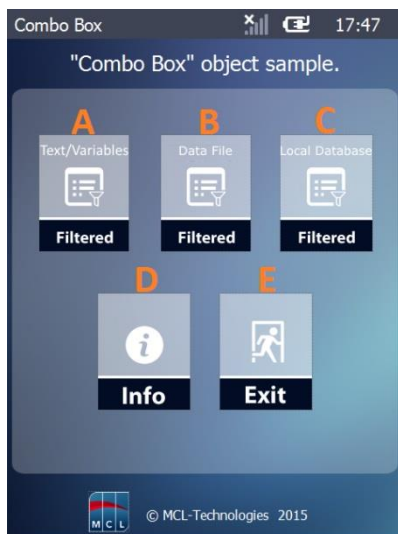 Combo Box 17:47
"Combo Box" object sample.
A B C
Text/Variables Data File Local Database
Filtered Filtered Filtered
D E
i
Info Exit
MCL © MCL-Technologies 2015